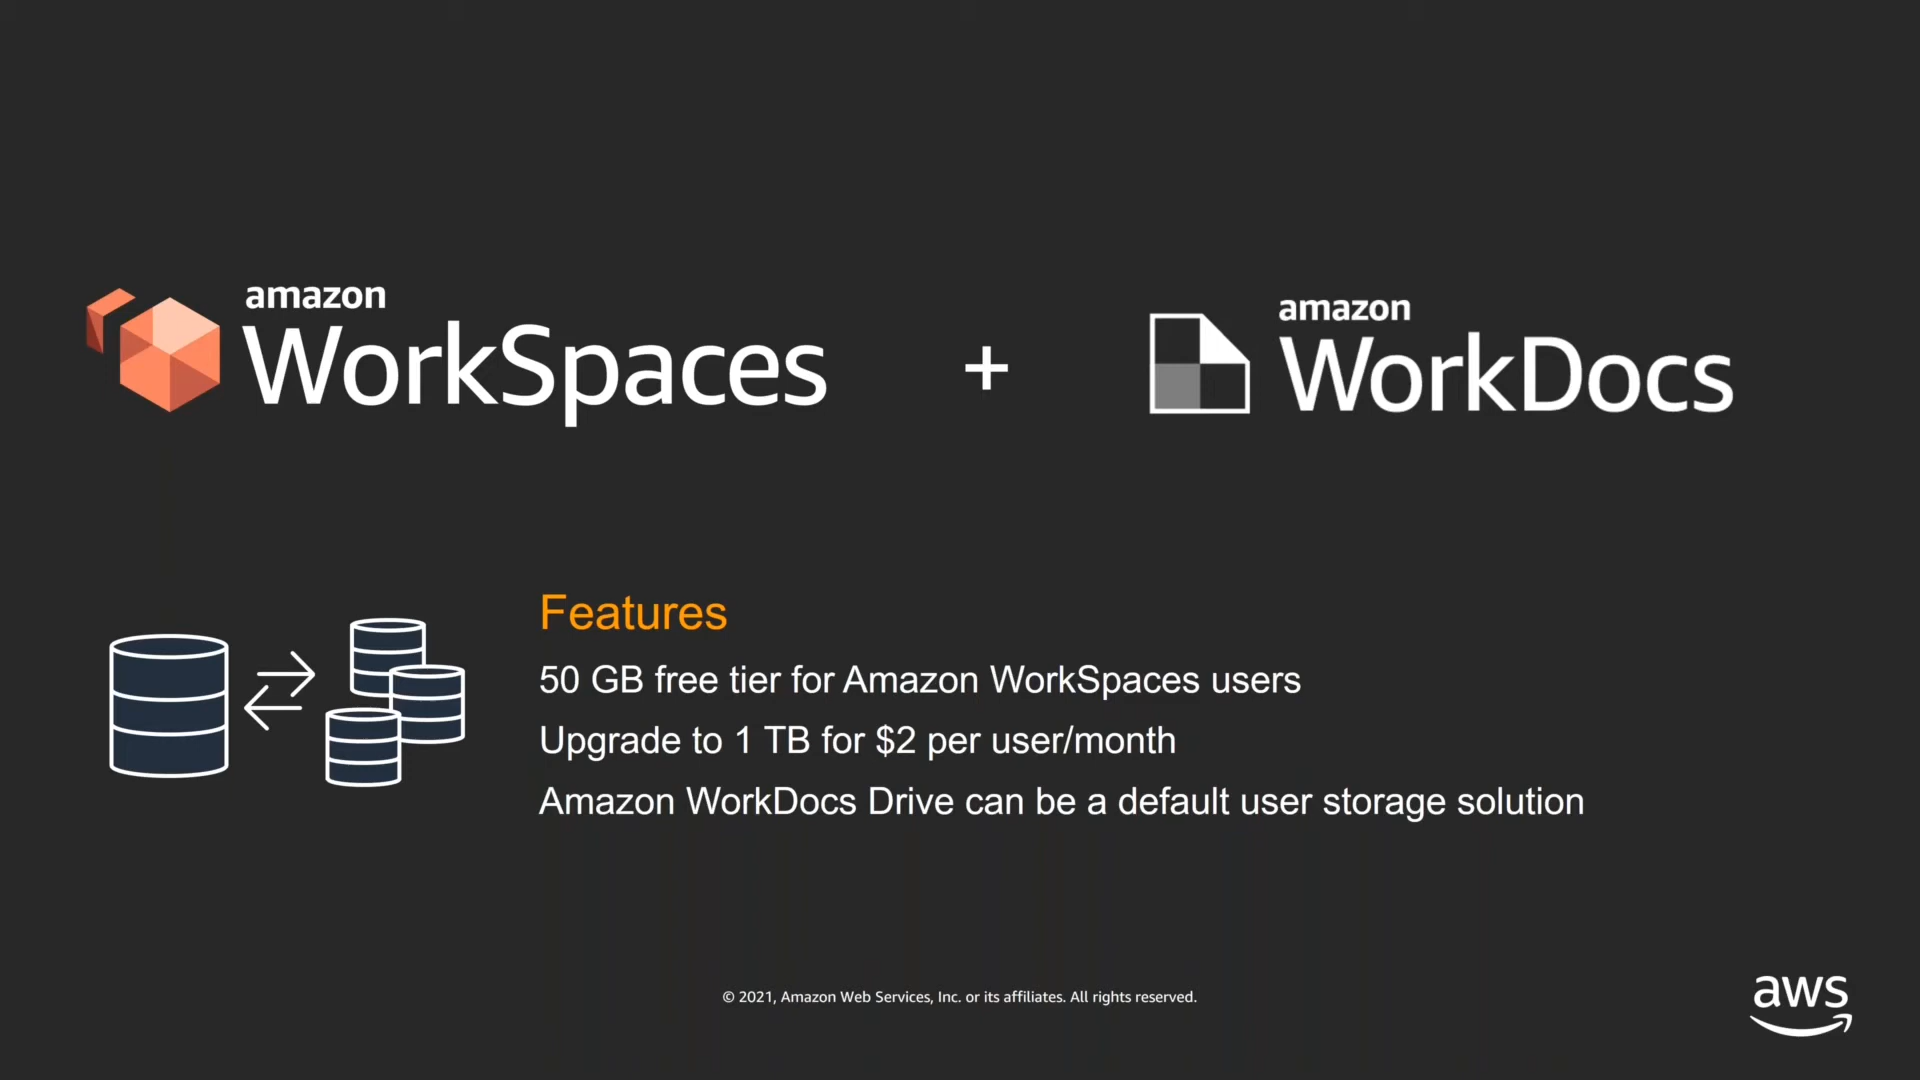 amazon
WorkSpaces
+
amazon
WorkDocs
Features
50 GB free tier for Amazon WorkSpaces users
Upgrade to 1 TB for $2 per user/month
Amazon WorkDocs Drive can be a default user storage solution
© 2021, Amazon Web Services, Inc. or its affiliates. All rights reserved.
aws